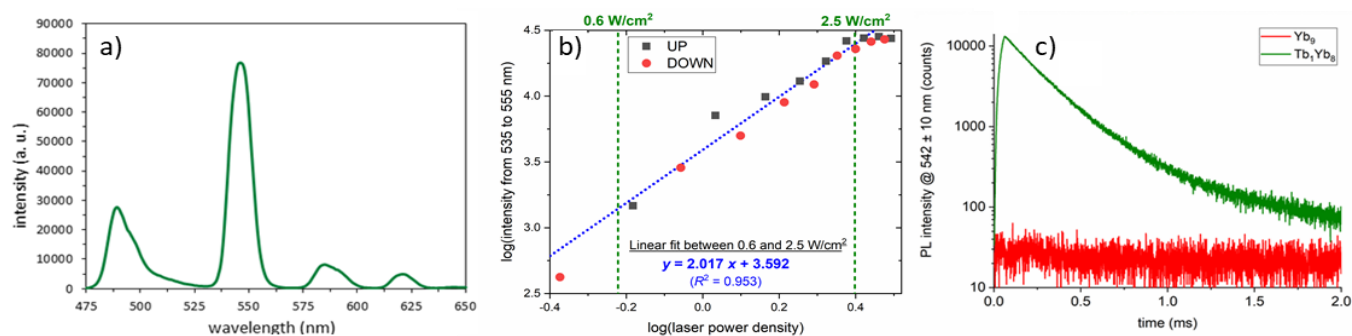 a)
90000
80000
70000
60000
50000
40000
30000
20000
10000
0
475 500 525 550 575 600 625 650
wavelength (nm)
intensity (a. u.)
0.6 W/cm² 2.5 W/cm²
b)
UP
DOWN
4.5
4.0
3.5
3.0
2.5
Linear fit between 0.6 and 2.5 W/cm²
y = 2.017 x + 3.592
(R² = 0.953)
-0.4 -0.2 0.0 0.2 0.4
log(laser power density)
log(intensity from 535 to 555 nm)
c)
Yb₉
Tb₁Yb₈
10000
1000
100
10
0.0 0.5 1.0 1.5 2.0
time (ms)
PL intensity @ 542 ± 10 nm (counts)